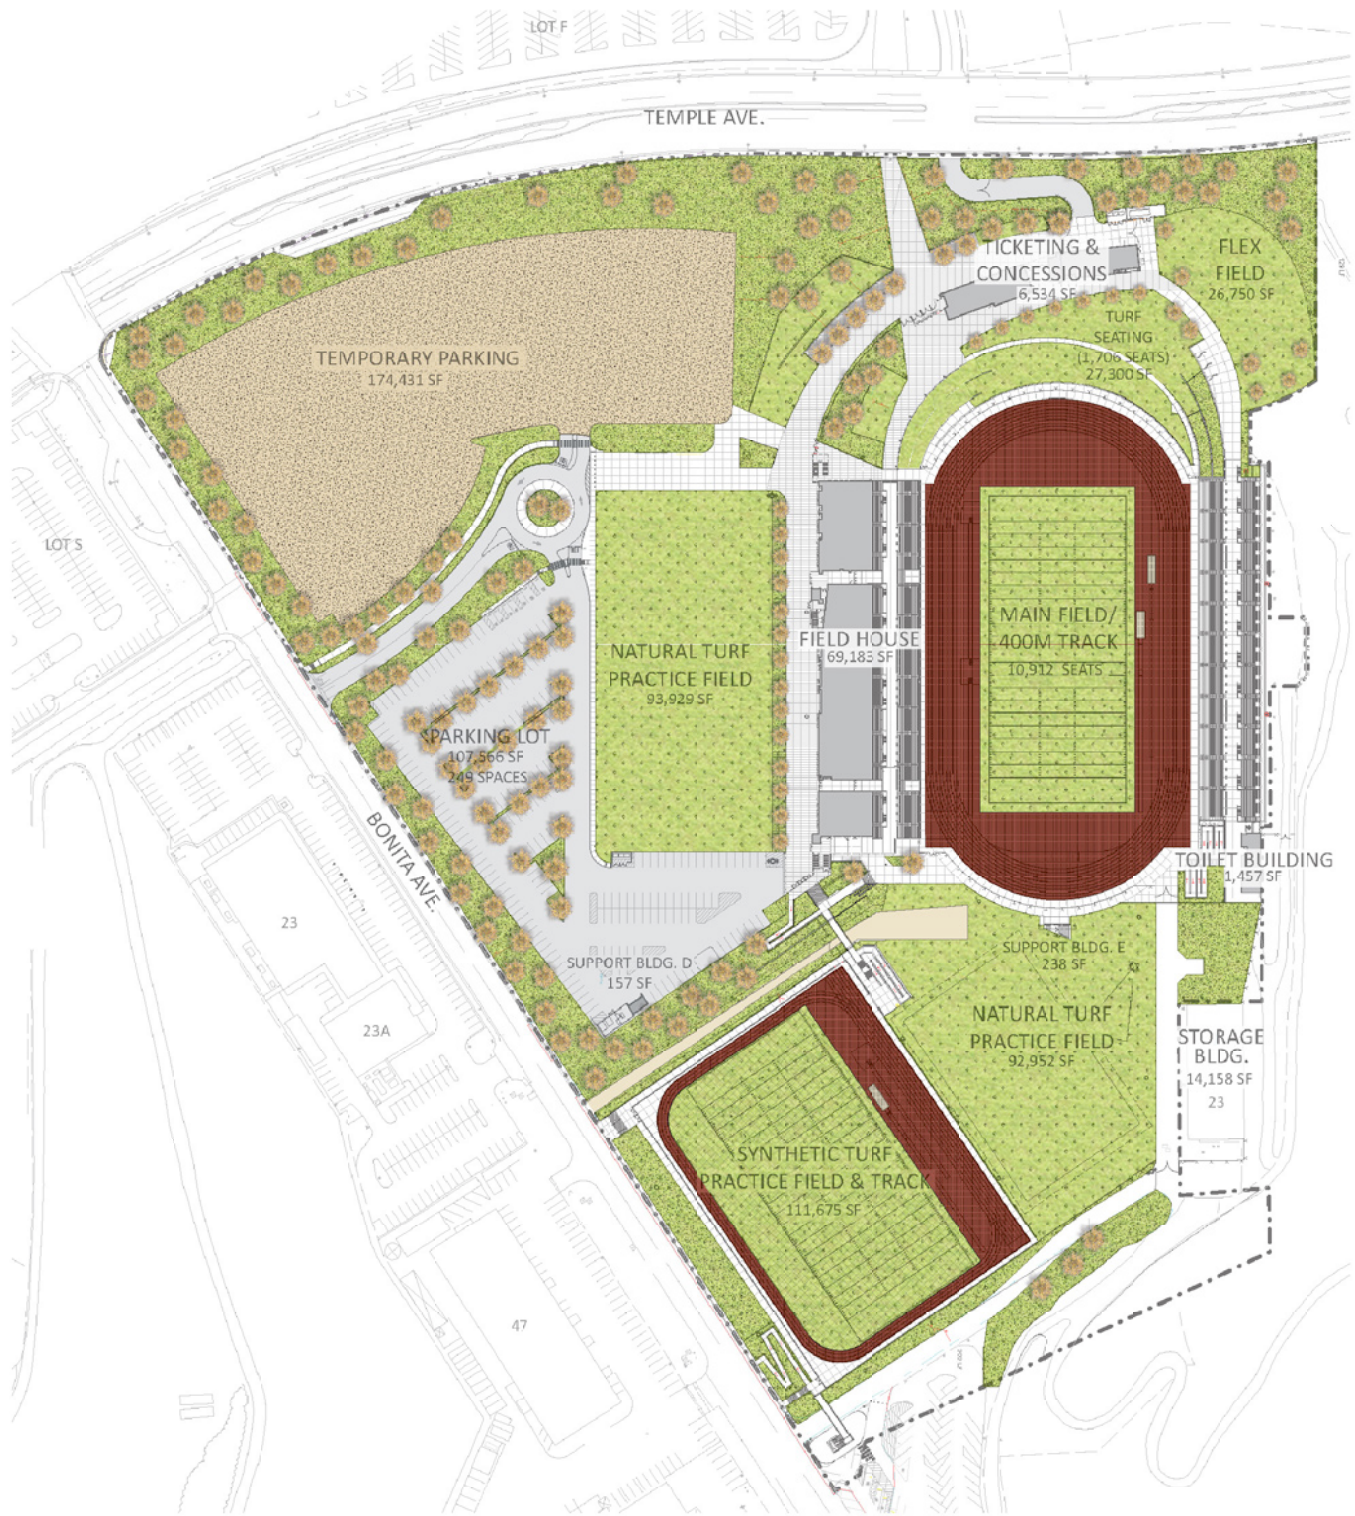 LOT F
TEMPLE AVE.
TICKETING &
CONCESSIONS
6,534 SF
FLEX
FIELD
26,750 SF
TURF
SEATING
(1,706 SEATS)
27,300 SF
TEMPORARY PARKING
174,431 SF
LOT S
MAIN FIELD/
400M TRACK
10,912 SEATS
FIELD HOUSE
69,183 SF
NATURAL TURF
PRACTICE FIELD
93,929 SF
PARKING LOT
107,566 SF
249 SPACES
BONITA AVE.
TOILET BUILDING
1,457 SF
23
SUPPORT BLDG. D
157 SF
SUPPORT BLDG. E
238 SF
23A
NATURAL TURF
PRACTICE FIELD
92,952 SF
STORAGE
BLDG.
14,158 SF
23
SYNTHETIC TURF
PRACTICE FIELD & TRACK
111,675 SF
47